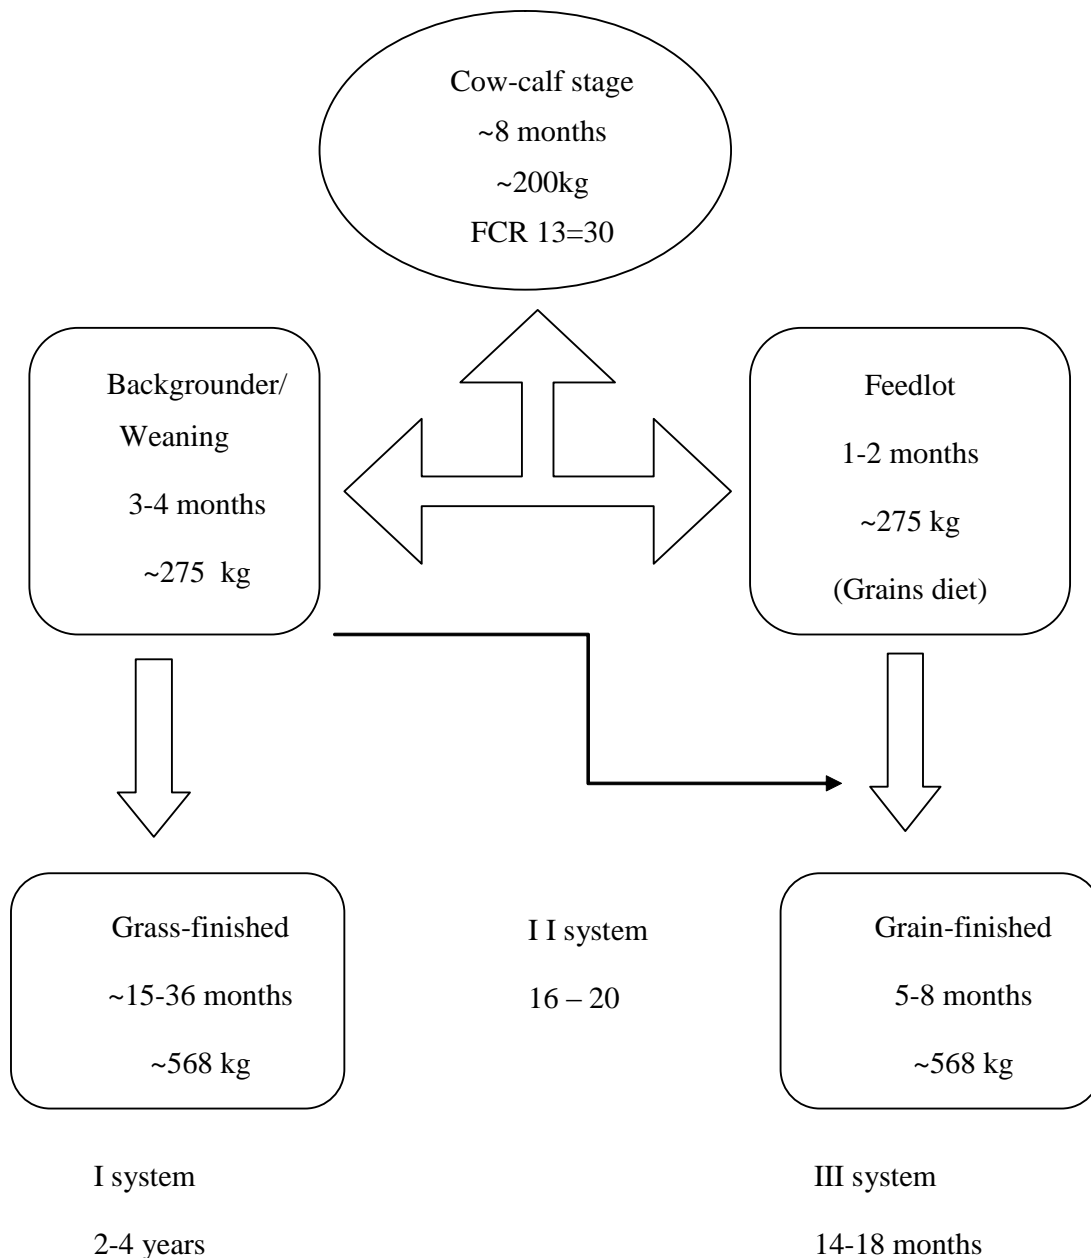 Cow-calf stage
~8 months
~200kg
FCR 13=30
Backgrounder/
Weaning
3-4 months
~275 kg
Feedlot
1-2 months
~275 kg
(Grains diet)
Grass-finished
~15-36 months
~568 kg
I I system
16 – 20
Grain-finished
5-8 months
~568 kg
I system
2-4 years
III system
14-18 months